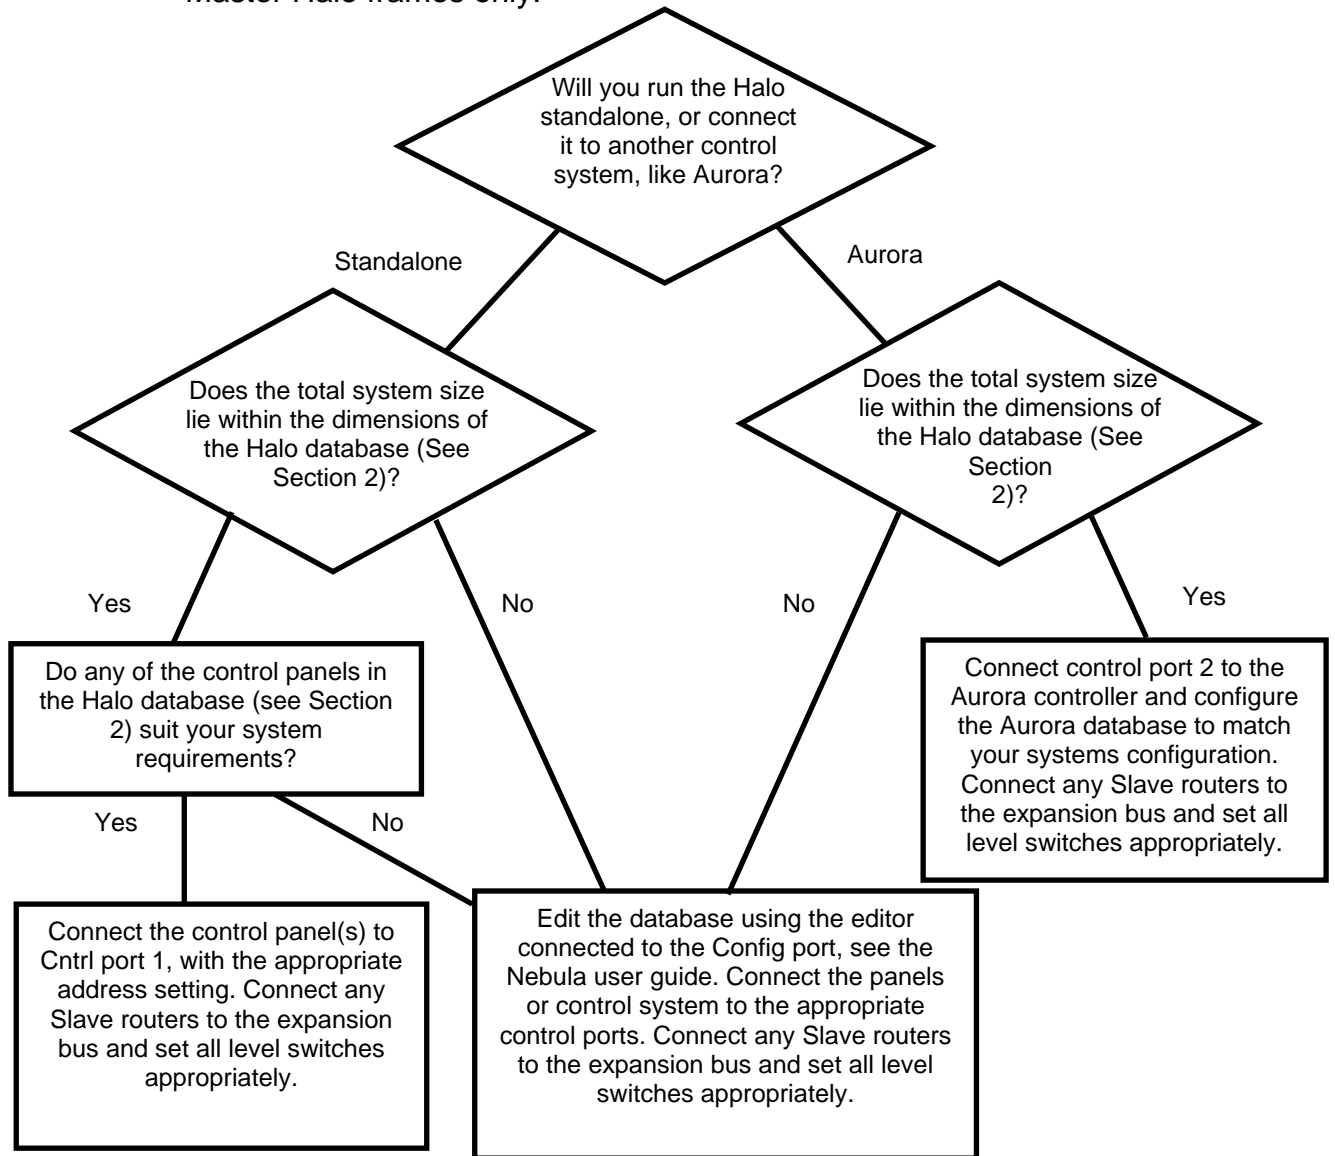 Master Halo frames only.
Will you run the Halo
standalone, or connect
it to another control
system, like Aurora?
Standalone
Aurora
Does the total system size
lie within the dimensions of
the Halo database (See
Section 2)?
Does the total system size
lie within the dimensions of
the Halo database (See
Section
2)?
Yes
No
No
Yes
Do any of the control panels in
the Halo database (see Section
2) suit your system
requirements?
Connect control port 2 to the
Aurora controller and configure
the Aurora database to match
your systems configuration.
Connect any Slave routers to
the expansion bus and set all
level switches appropriately.
Yes
No
Connect the control panel(s) to
Cntrl port 1, with the appropriate
address setting. Connect any
Slave routers to the expansion
bus and set all level switches
appropriately.
Edit the database using the editor
connected to the Config port, see the
Nebula user guide. Connect the panels
or control system to the appropriate
control ports. Connect any Slave routers
to the expansion bus and set all level
switches appropriately.